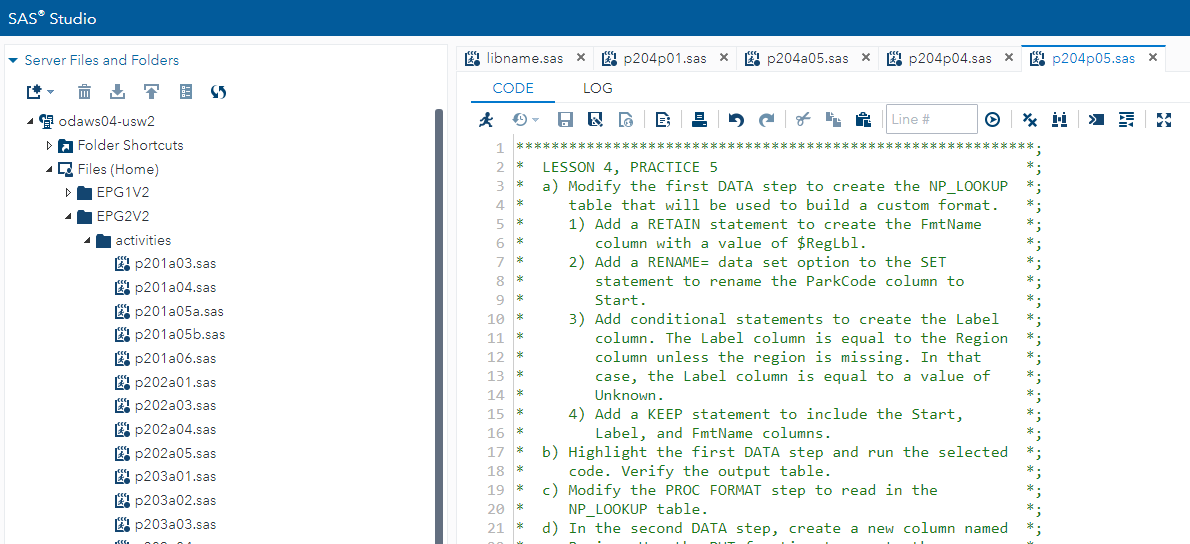 SAS® Studio
Server Files and Folders
odaws04-usw2
Folder Shortcuts
Files (Home)
EPG1V2
EPG2V2
activities
p201a03.sas
p201a04.sas
p201a05a.sas
p201a05b.sas
p201a06.sas
p202a01.sas
p202a03.sas
p202a04.sas
p202a05.sas
p203a01.sas
p203a02.sas
p203a03.sas
libname.sas × p204p01.sas × p204a05.sas × p204p04.sas × p204p05.sas ×
CODE LOG
Line #
1 ***********************************************************;
2 * LESSON 4, PRACTICE 5 *;
3 * a) Modify the first DATA step to create the NP_LOOKUP *;
4 * table that will be used to build a custom format. *;
5 * 1) Add a RETAIN statement to create the FmtName *;
6 * column with a value of $RegLbl. *;
7 * 2) Add a RENAME= data set option to the SET *;
8 * statement to rename the ParkCode column to *;
9 * Start. *;
10 * 3) Add conditional statements to create the Label *;
11 * column. The Label column is equal to the Region *;
12 * column unless the region is missing. In that *;
13 * case, the Label column is equal to a value of *;
14 * Unknown. *;
15 * 4) Add a KEEP statement to include the Start, *;
16 * Label, and FmtName columns. *;
17 * b) Highlight the first DATA step and run the selected *;
18 * code. Verify the output table. *;
19 * c) Modify the PROC FORMAT step to read in the *;
20 * NP_LOOKUP table. *;
21 * d) In the second DATA step, create a new column named *;